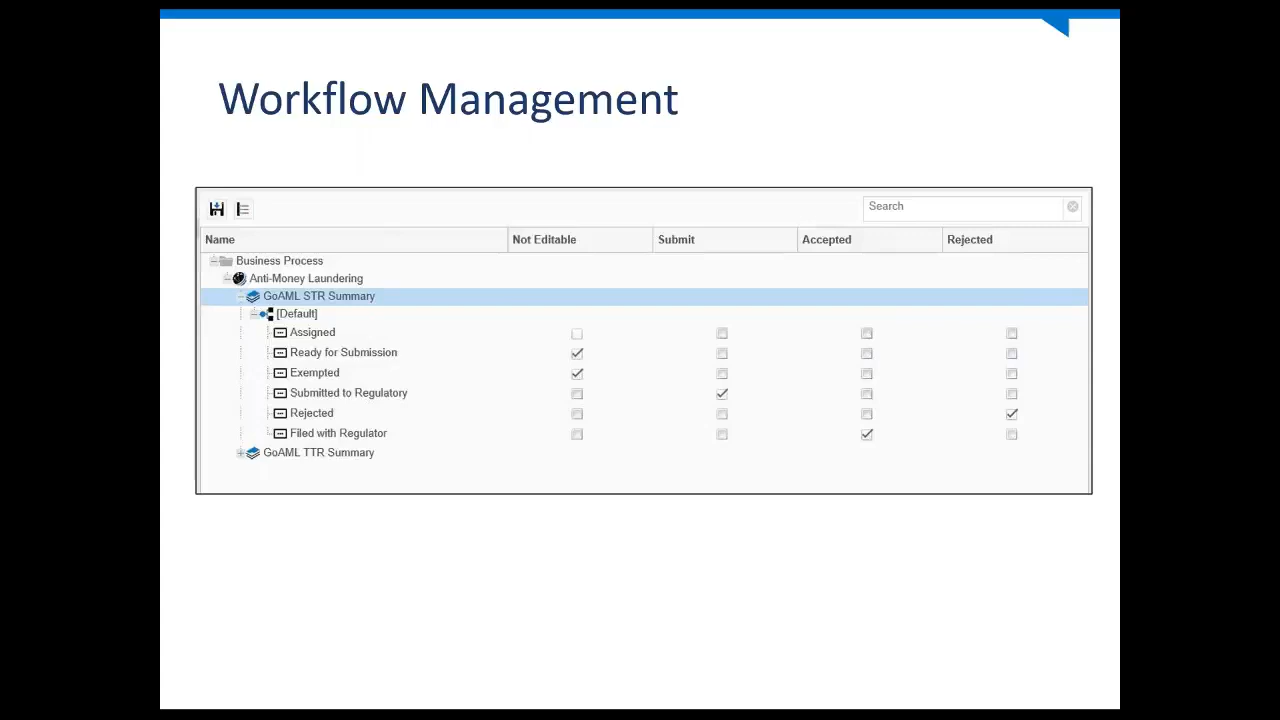 Workflow Management
Search
Name Not Editable Submit Accepted Rejected
Business Process
Anti-Money Laundering
GoAML STR Summary
[Default]
Assigned
Ready for Submission
Exempted
Submitted to Regulatory
Rejected
Filed with Regulator
GoAML TTR Summary